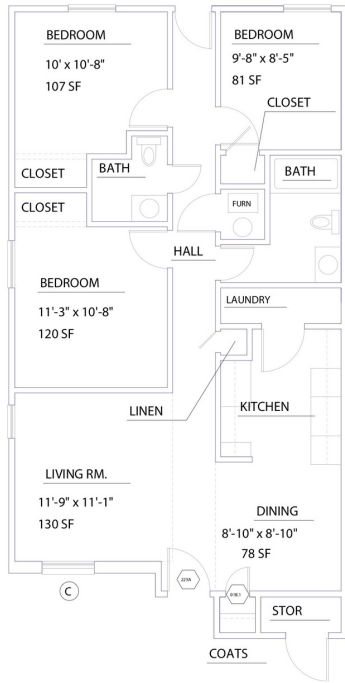 BEDROOM
10' x 10'-8"
107 SF
BEDROOM
9'-8" x 8'-5"
81 SF
CLOSET
CLOSET
BATH
BATH
CLOSET
FURN
HALL
BEDROOM
11'-3" x 10'-8"
120 SF
LAUNDRY
LINEN
KITCHEN
LIVING RM.
11'-9" x 11'-1"
130 SF
DINING
8'-10" x 8'-10"
78 SF
C
STOR
COATS